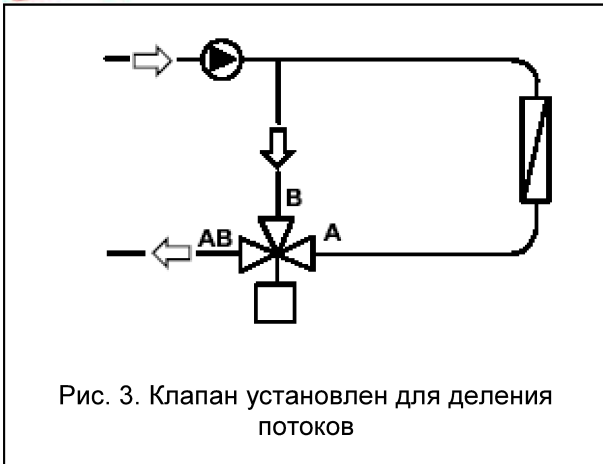 B
AB
A
Рис. 3. Клапан установлен для деления
потоков